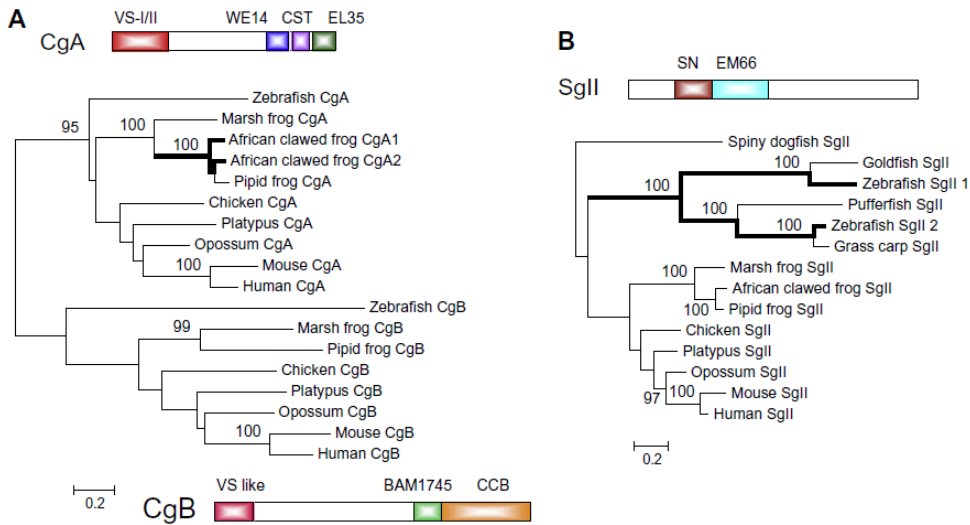 A
VS-I/II WE14 CST EL35
CgA
Zebrafish CgA
Marsh frog CgA
95
100
African clawed frog CgA1
100
African clawed frog CgA2
Pipid frog CgA
Chicken CgA
Platypus CgA
Opossum CgA
100
Mouse CgA
Human CgA
Zebrafish CgB
99
Marsh frog CgB
Pipid frog CgB
Chicken CgB
Platypus CgB
Opossum CgB
100
Mouse CgB
Human CgB
0.2
VS like BAM1745 CCB
CgB
B
SN EM66
SgII
Spiny dogfish SgII
100
Goldfish SgII
100
Zebrafish SgII 1
Pufferfish SgII
100
100
Zebrafish SgII 2
Grass carp SgII
100
Marsh frog SgII
African clawed frog SgII
100
Pipid frog SgII
Chicken SgII
Platypus SgII
Opossum SgII
97
100
Mouse SgII
Human SgII
0.2